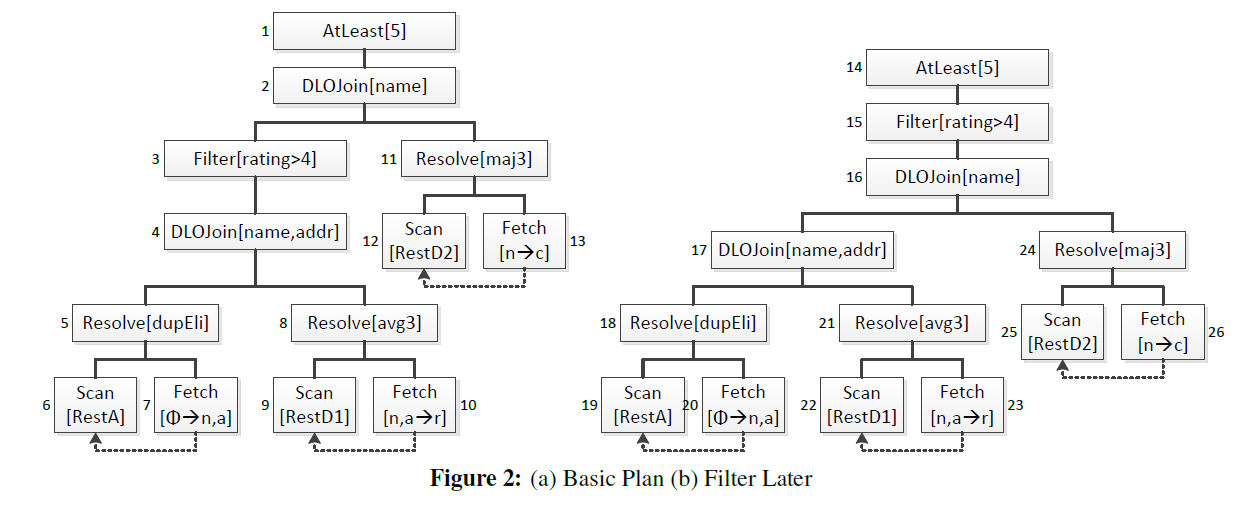 1 AtLeast[5]
2 DLOJoin[name]
3 Filter[rating>4]
11 Resolve[maj3]
4 DLOJoin[name,addr]
12 Scan
[RestD2]
Fetch 13
[n→c]
5 Resolve[dupEli]
8 Resolve[avg3]
6 Scan
[RestA]
7 Fetch
[Φ→n,a]
9 Scan
[RestD1]
Fetch 10
[n,a→r]
14 AtLeast[5]
15 Filter[rating>4]
16 DLOJoin[name]
17 DLOJoin[name,addr]
24 Resolve[maj3]
18 Resolve[dupEli]
21 Resolve[avg3]
25 Scan
[RestD2]
Fetch 26
[n→c]
19 Scan
[RestA]
20 Fetch
[Φ→n,a]
22 Scan
[RestD1]
Fetch 23
[n,a→r]
Figure 2: (a) Basic Plan (b) Filter Later